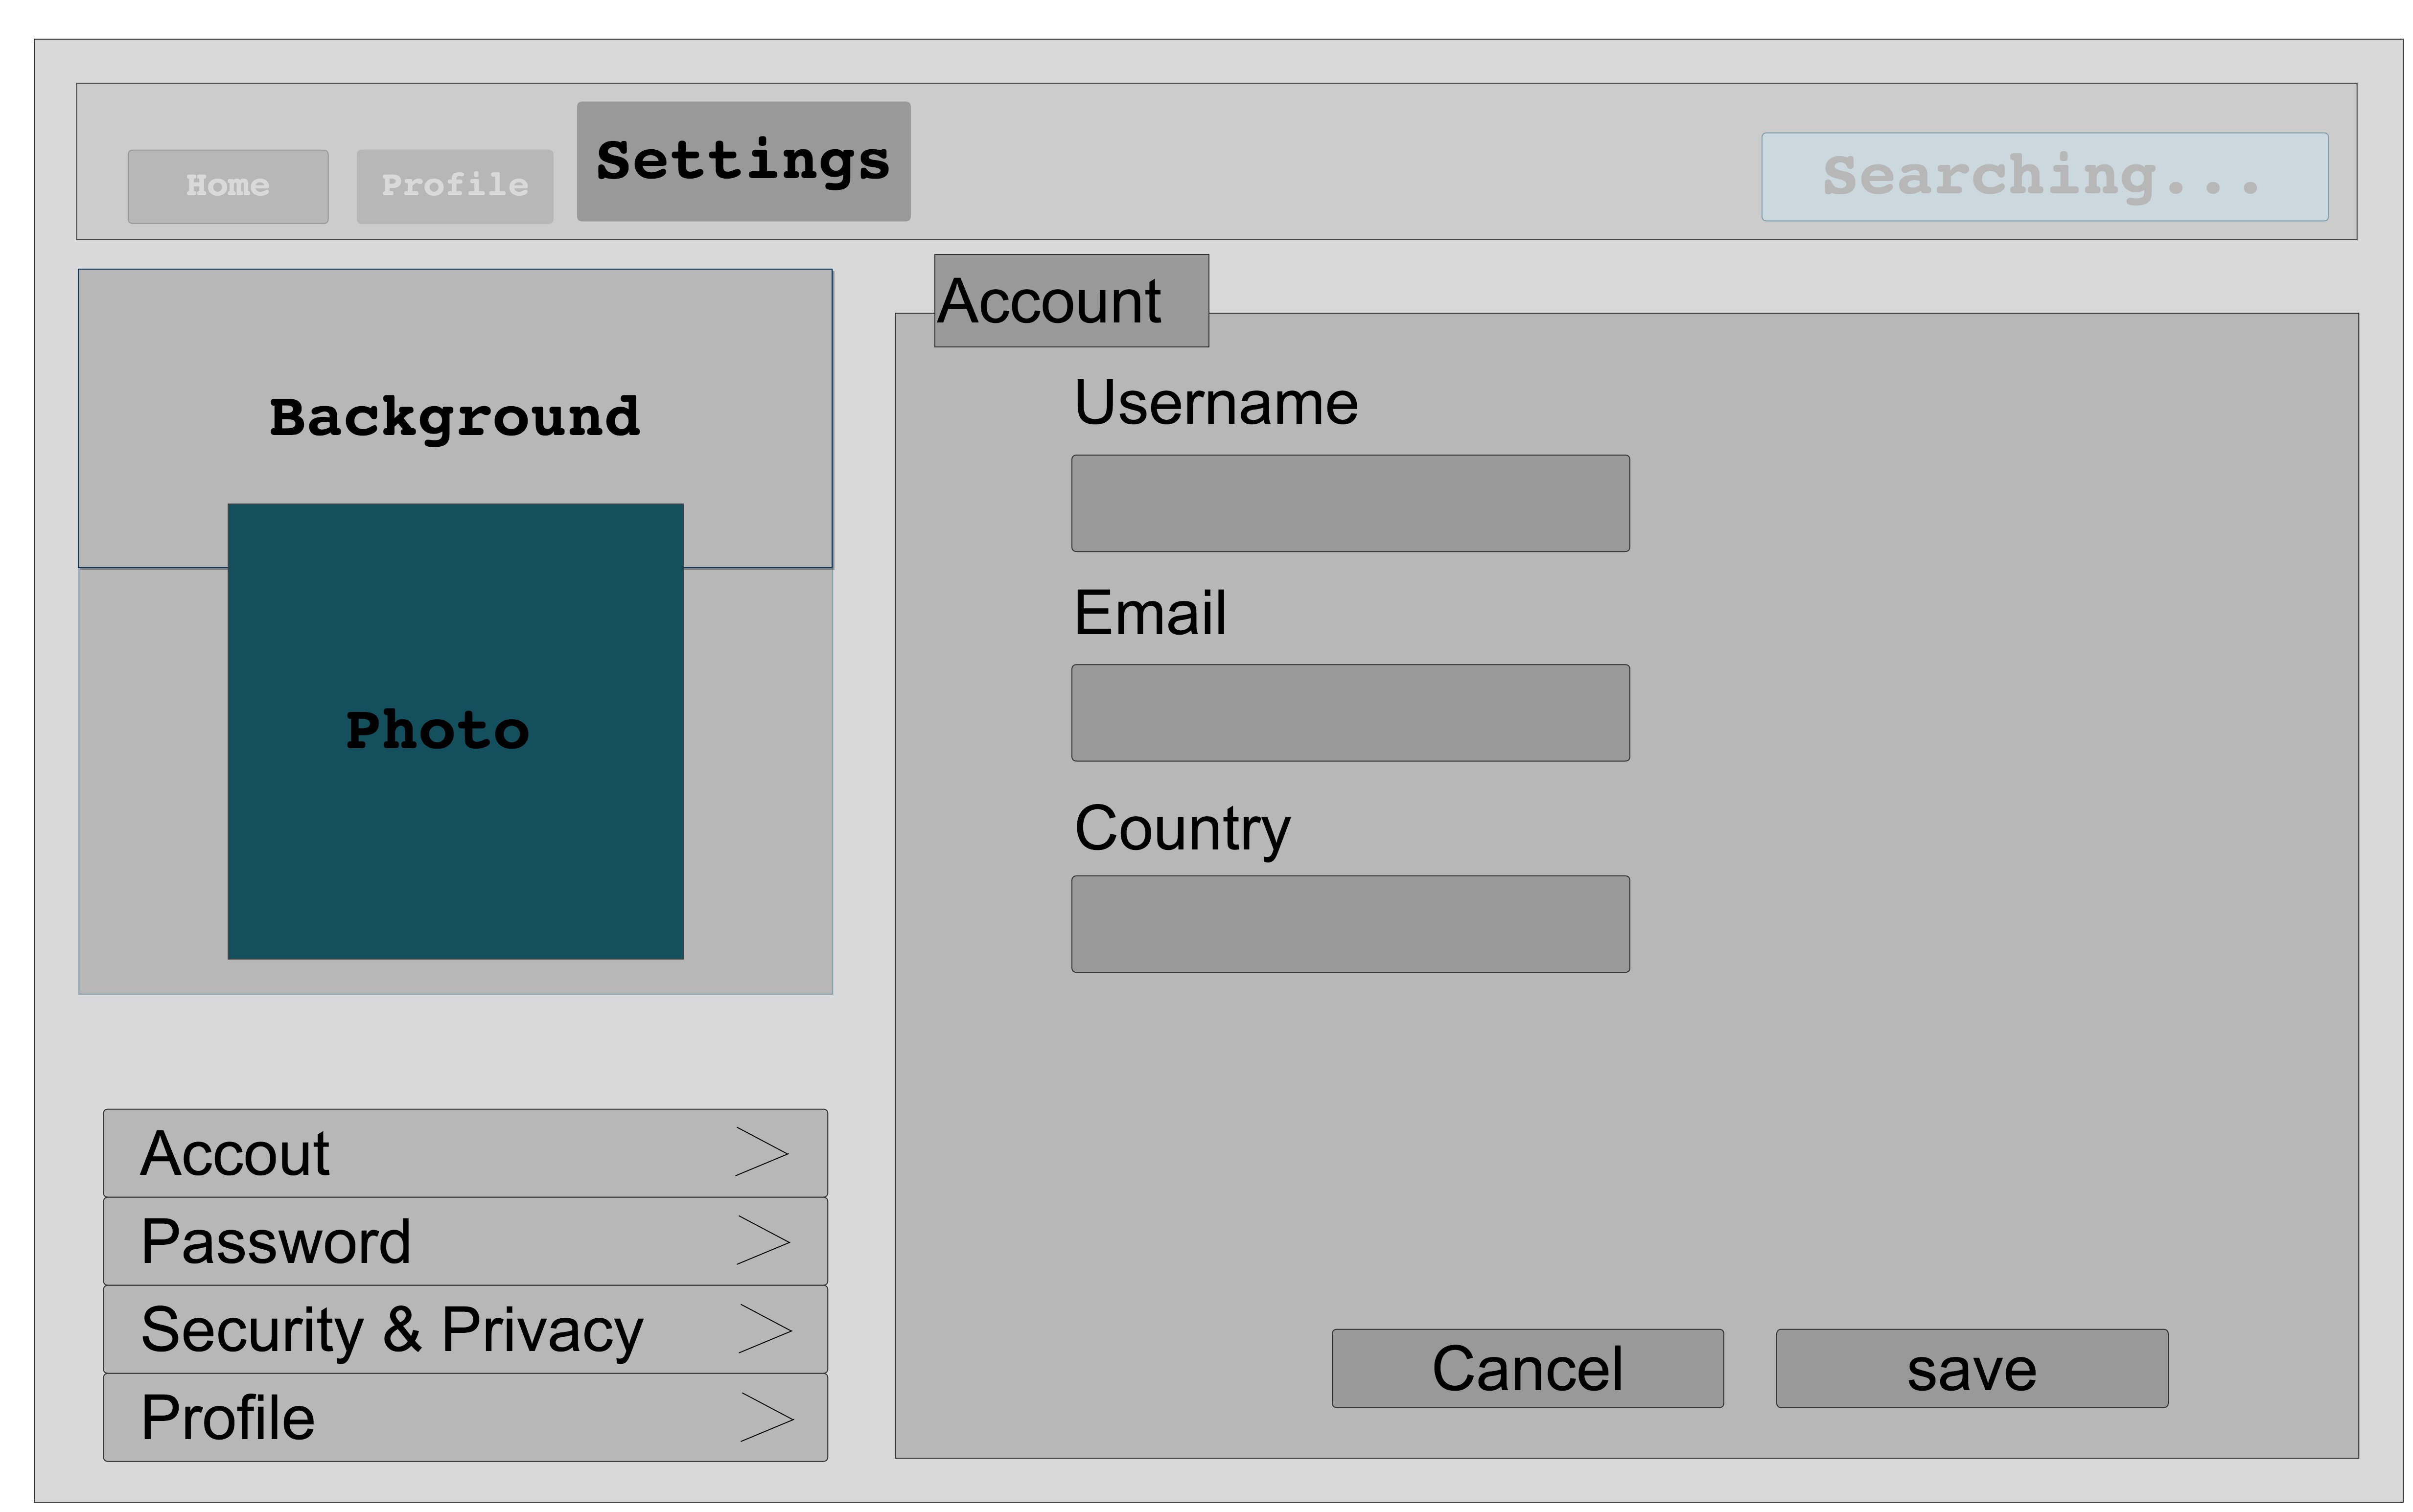 Home
Profile
Settings
Searching...
Background
Photo
Accout
Password
Security & Privacy
Profile
Account
Username
Email
Country
Cancel
save